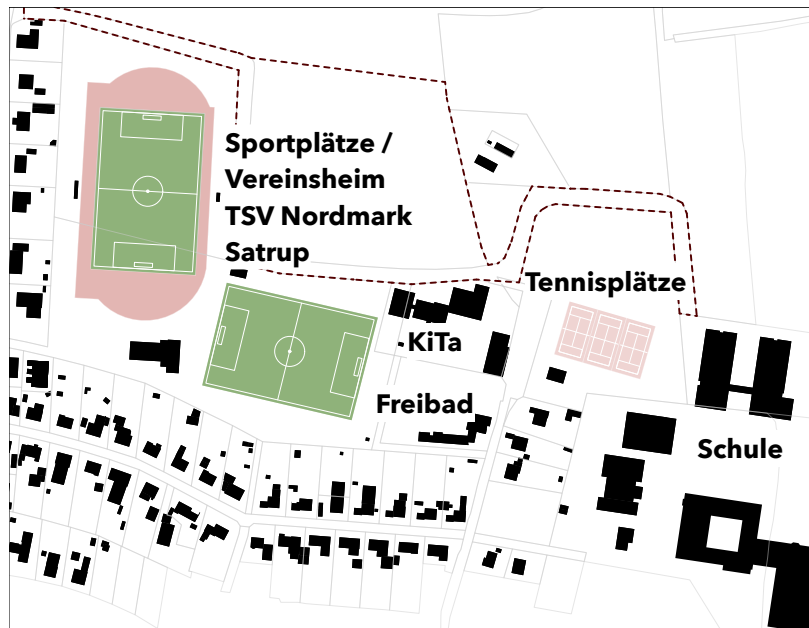 Sportplätze /
Vereinsheim
TSV Nordmark
Satrup
Tennisplätze
KiTa
Freibad
Schule